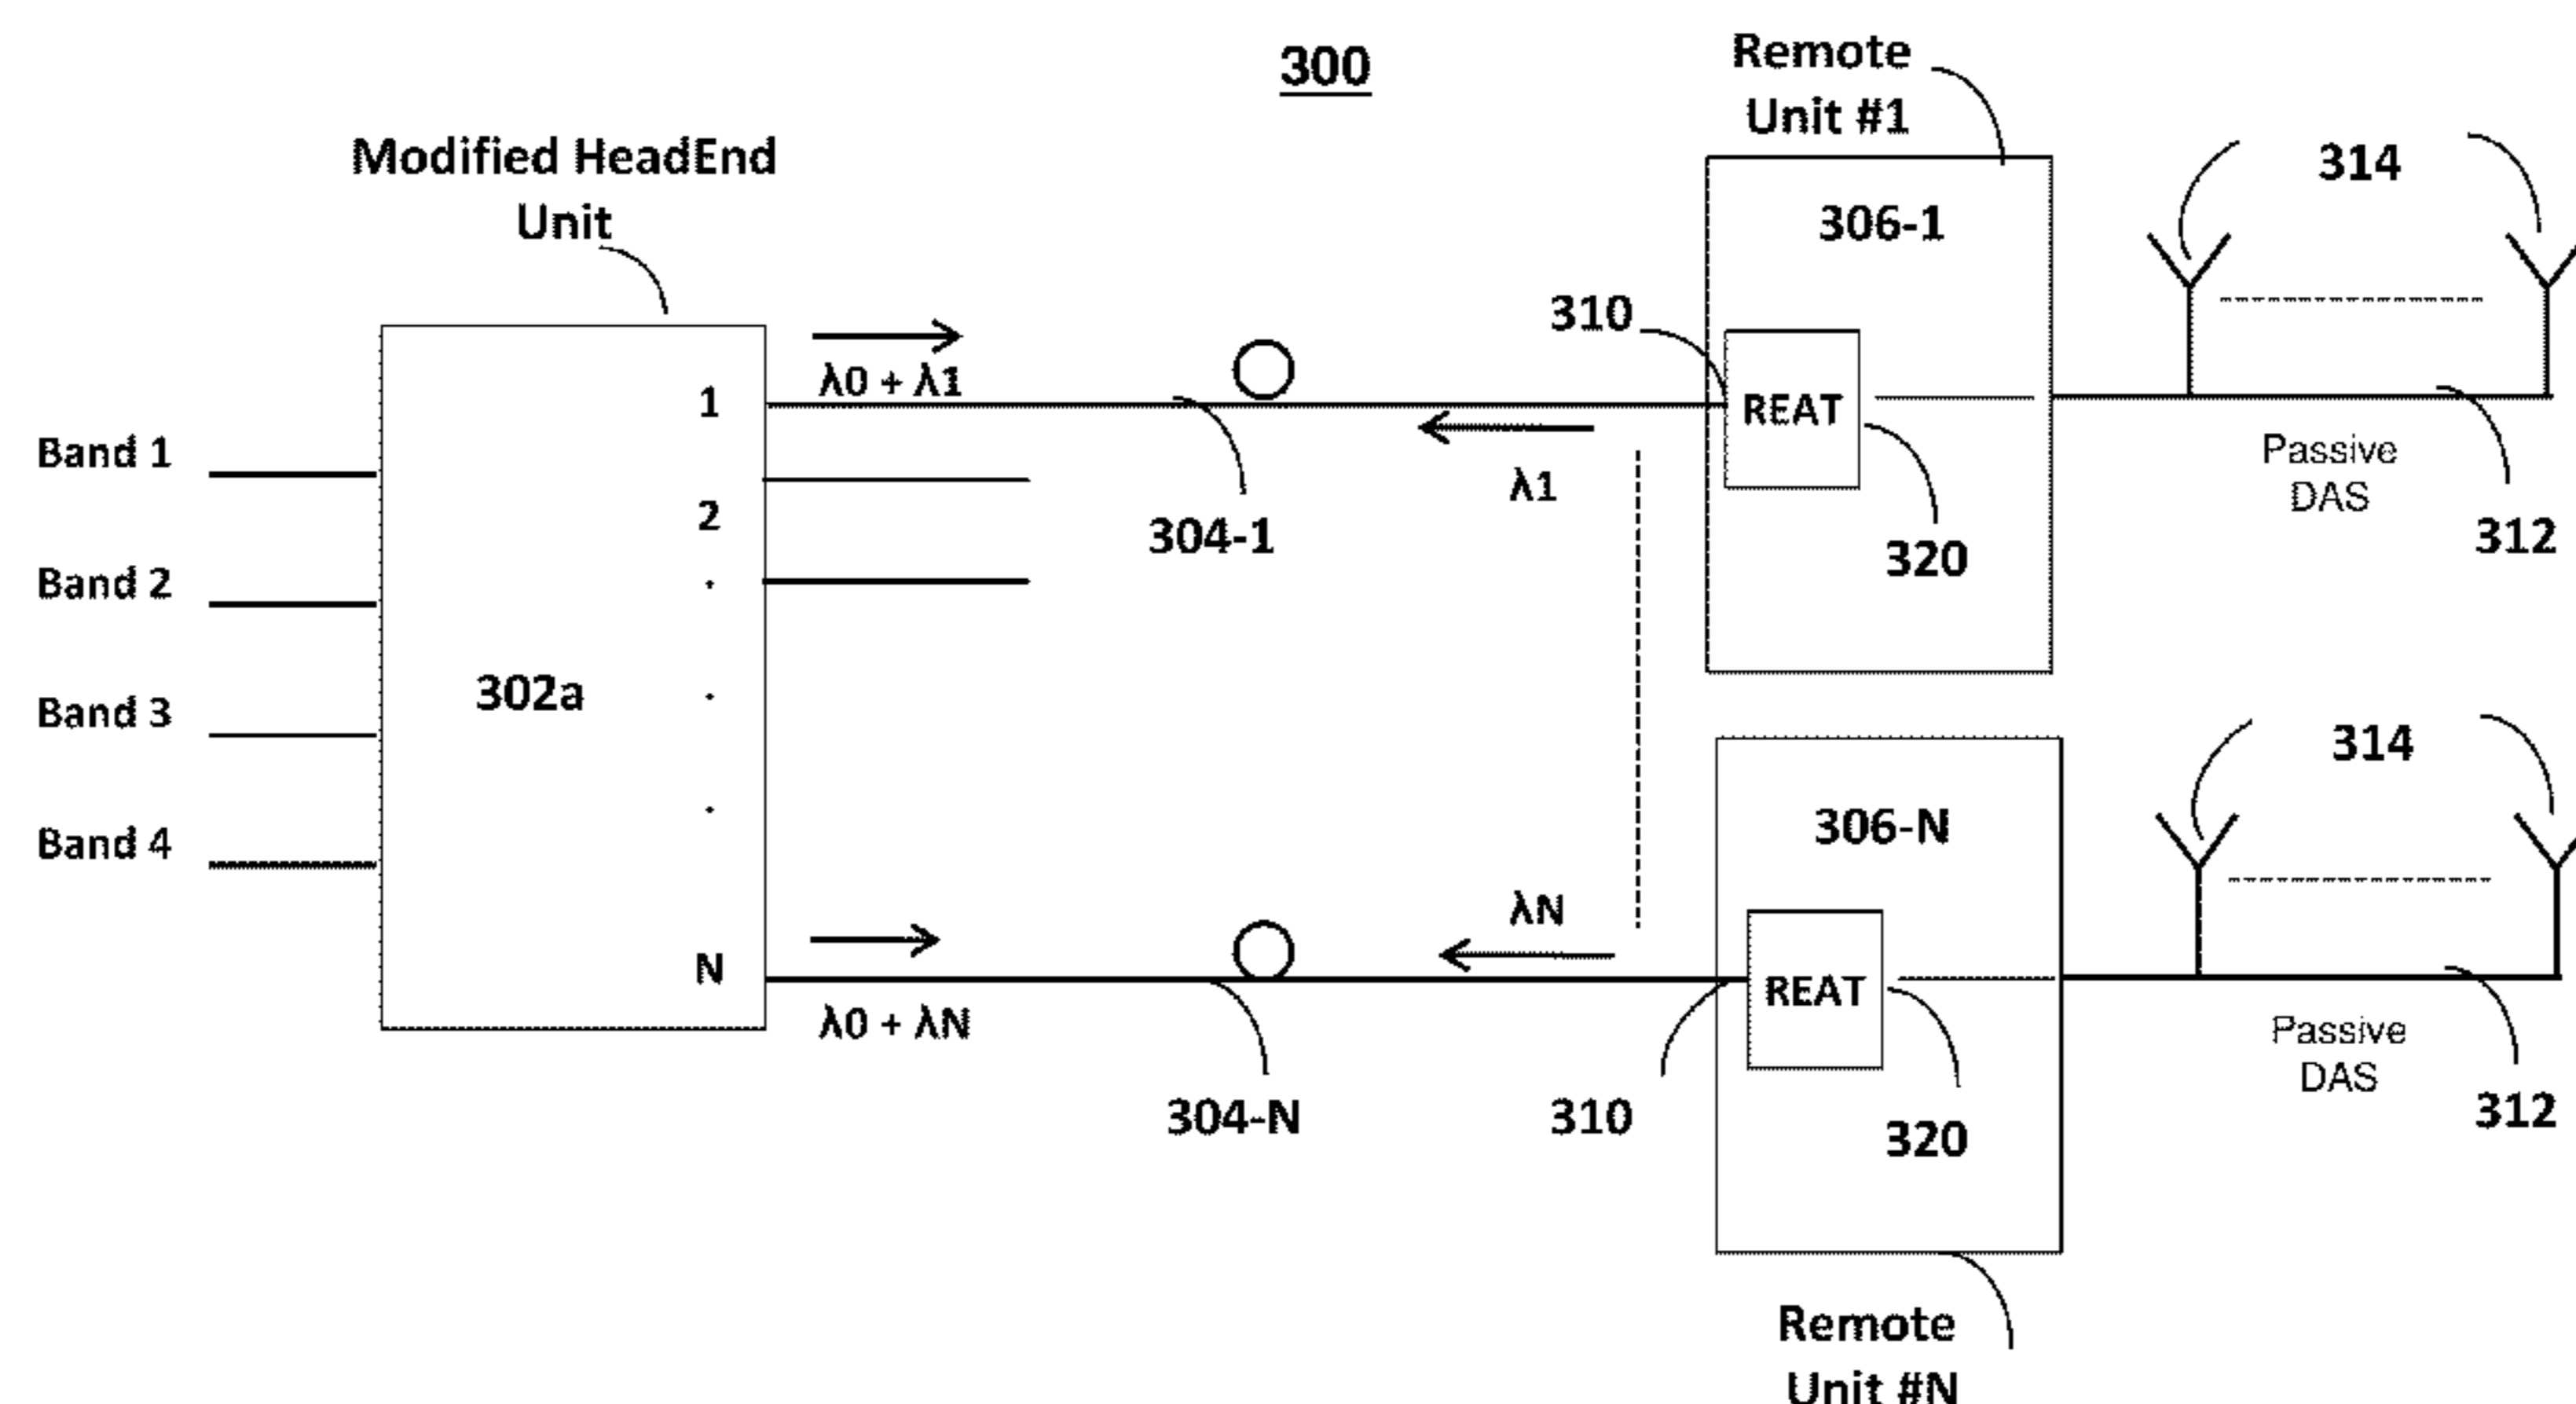 300
Remote
Unit #1
Modified HeadEnd
Unit
314
306-1
310
λ0 + λ1
1
REAT
Band 1
Passive
DAS
λ1
2
304-1
312
320
Band 2
302a
Band 3
314
306-N
Band 4
λN
N
REAT
λ0 + λN
Passive
DAS
304-N
310
320
312
Remote
Unit #N